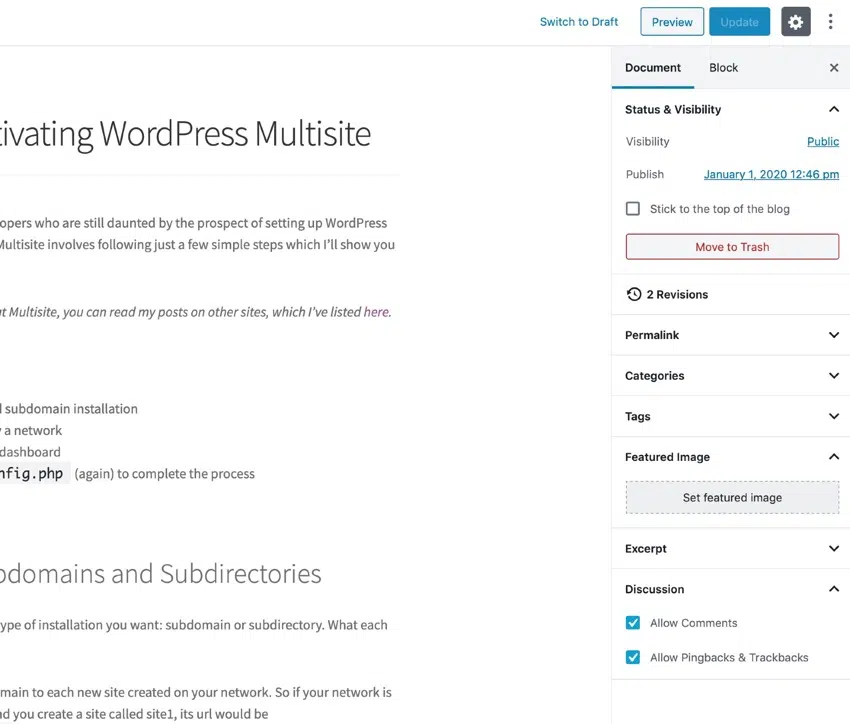 Switch to Draft Preview Update
Document Block
Status & Visibility
Visibility Public
Publish January 1, 2020 12:46 pm
Stick to the top of the blog
Move to Trash
2 Revisions
Permalink
Categories
Tags
Featured Image
Set featured image
Excerpt
Discussion
Allow Comments
Allow Pingbacks & Trackbacks
tivating WordPress Multisite
opers who are still daunted by the prospect of setting up WordPress
Multisite involves following just a few simple steps which I'll show you
t Multisite, you can read my posts on other sites, which I've listed here.
d subdomain installation
y a network
dashboard
nfig.php (again) to complete the process
bdomains and Subdirectories
ype of installation you want: subdomain or subdirectory. What each
main to each new site created on your network. So if your network is
nd you create a site called site1, its url would be